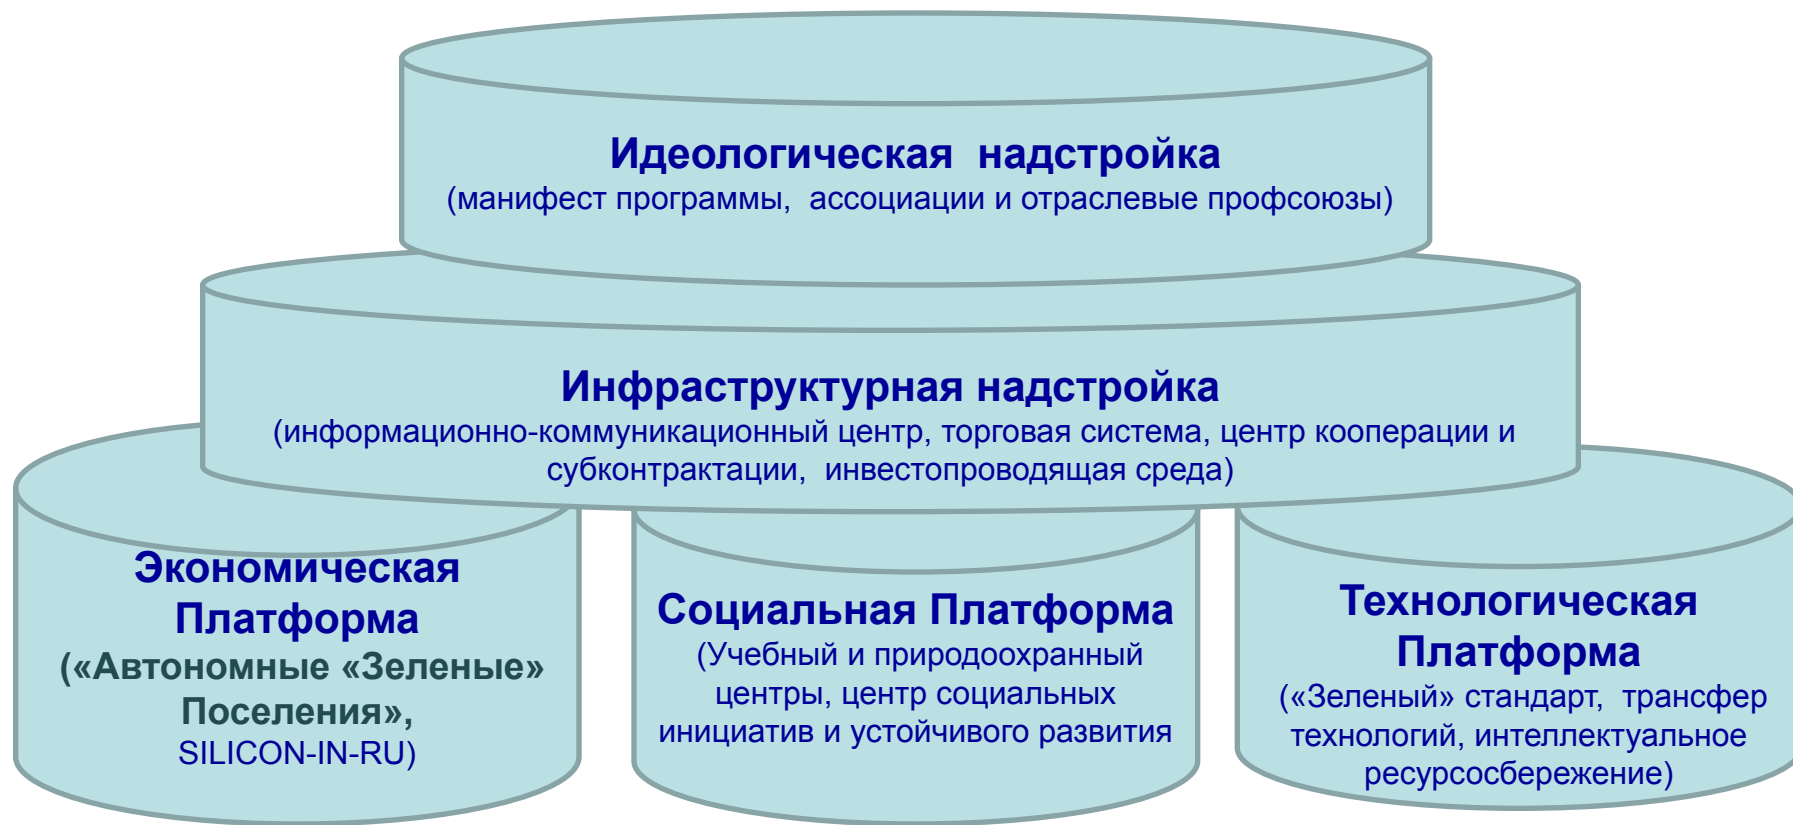 Идеологическая надстройка
(манифест программы, ассоциации и отраслевые профсоюзы)
Инфраструктурная надстройка
(информационно-коммуникационный центр, торговая система, центр кооперации и
субконтрактации, инвестопроводящая среда)
Экономическая
Платформа
(«Автономные «Зеленые»
Поселения»,
SILICON-IN-RU)
Социальная Платформа
(Учебный и природоохранный
центры, центр социальных
инициатив и устойчивого развития
Технологическая
Платформа
(«Зеленый» стандарт, трансфер
технологий, интеллектуальное
ресурсосбережение)